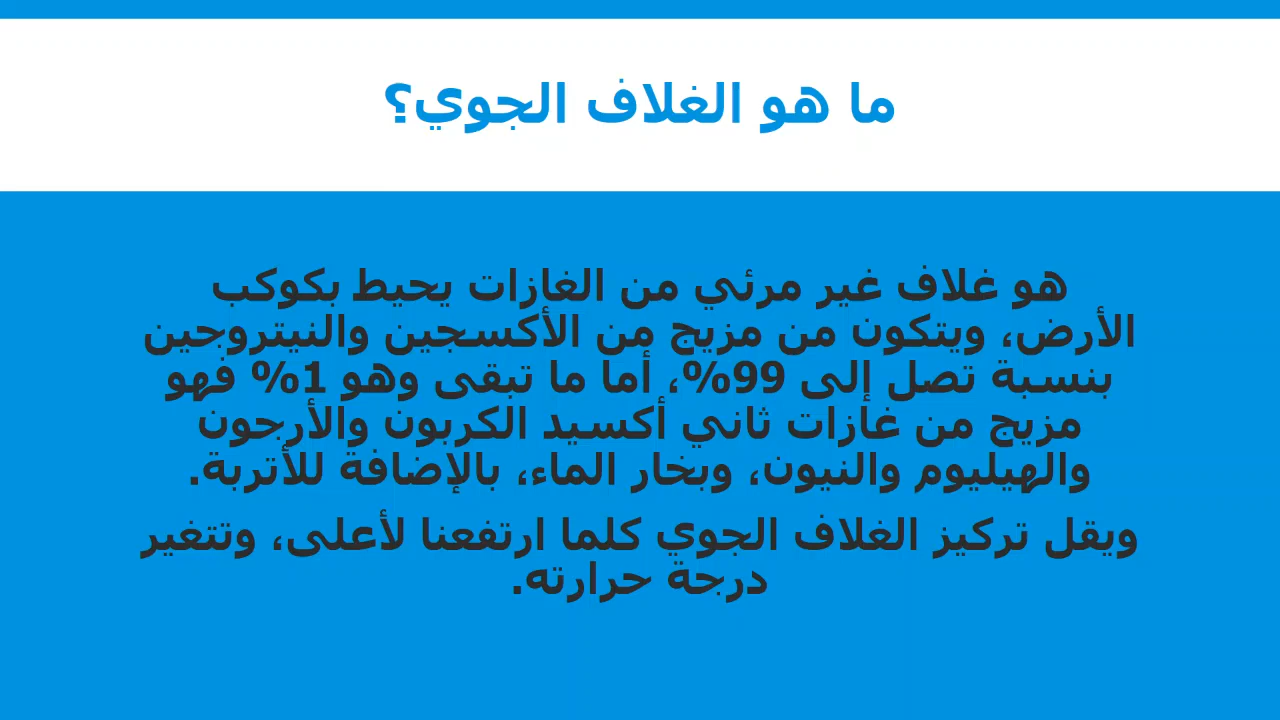 ما هو الغلاف الجوي؟
هو غلاف غير مرئي من الغازات يحيط بكوكب
الأرض، ويتكون من مزيج من الأكسجين والنيتروجين
بنسبة تصل إلى 99%، أما ما تبقى وهو 1% فهو
مزيج من غازات ثاني أكسيد الكربون والأرجون
والهيليوم والنيون، وبخار الماء، بالإضافة للأتربة.
ويقل تركيز الغلاف الجوي كلما ارتفعنا لأعلى، وتتغير
درجة حرارته.